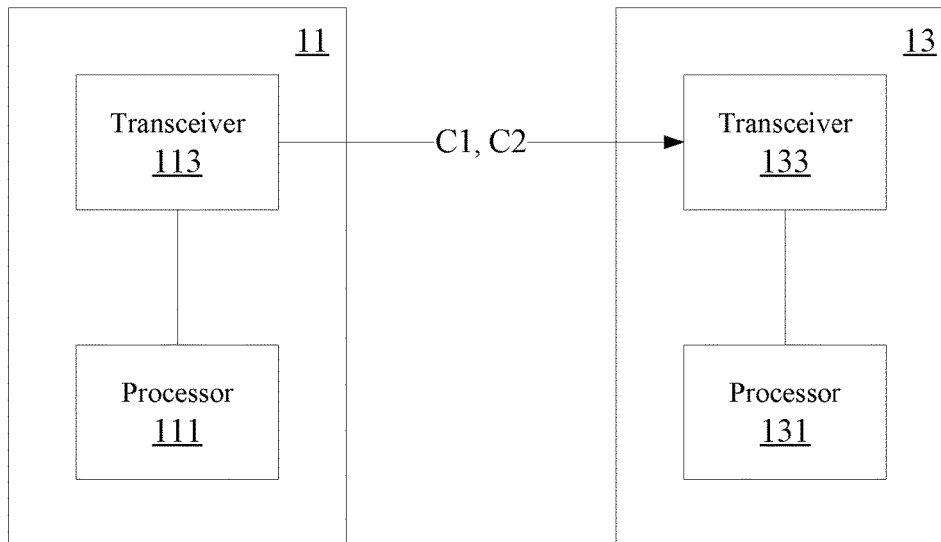 11
Transceiver
113
Processor
111
C1, C2
13
Transceiver
133
Processor
131